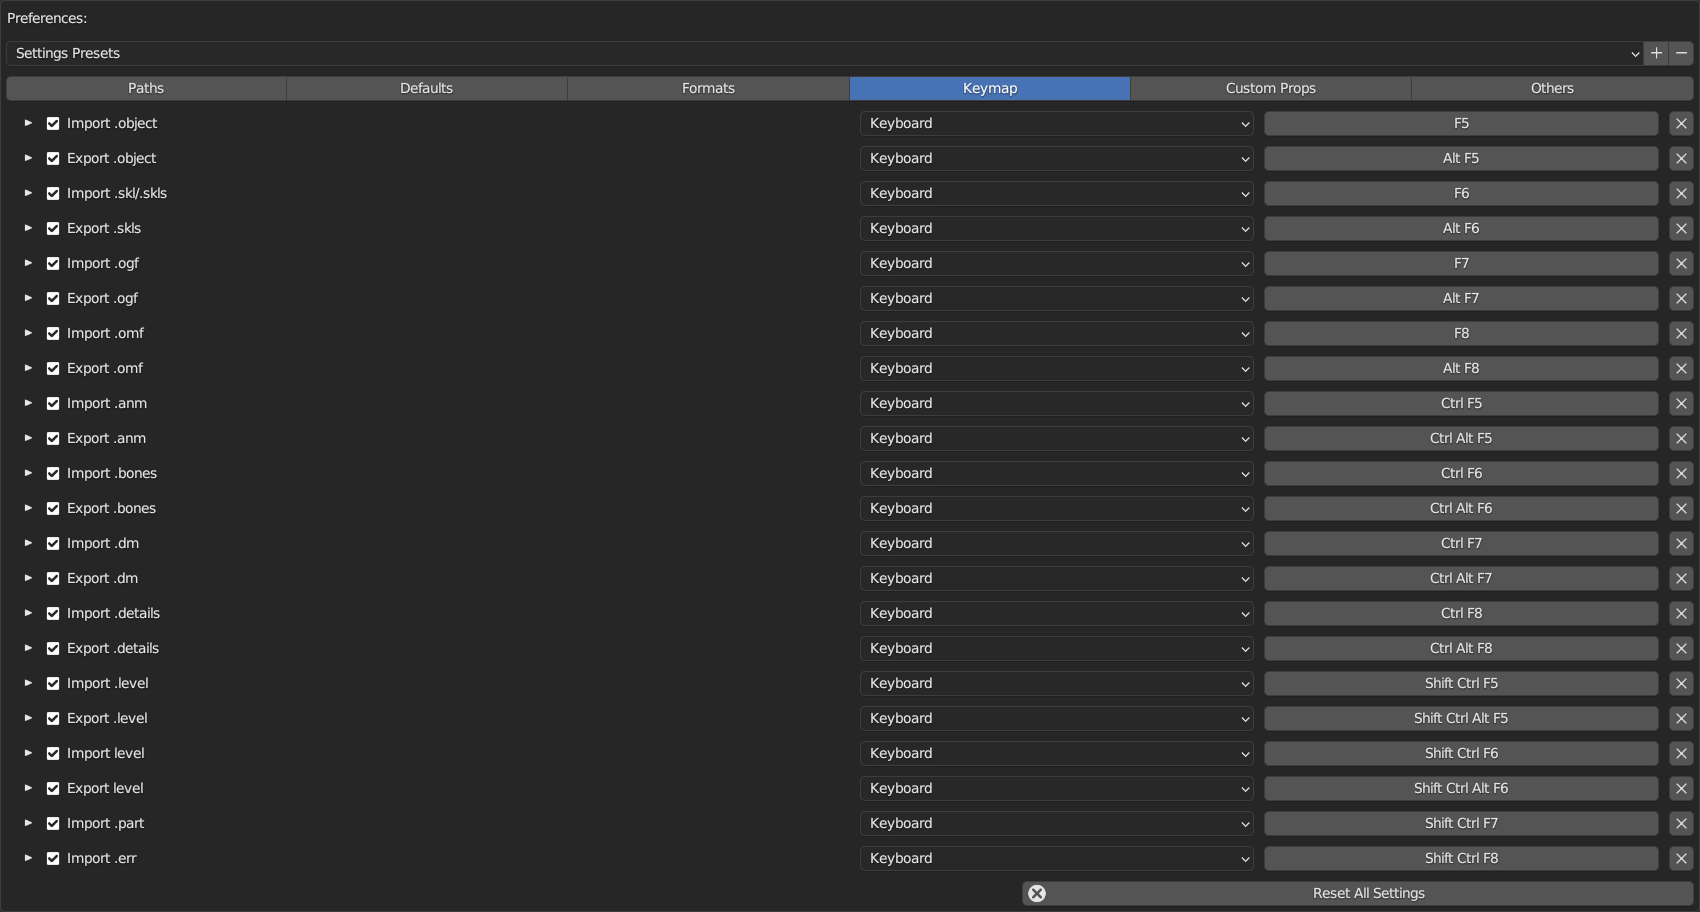 Preferences:
Settings Presets
Paths Defaults Formats Keymap Custom Props Others
Import .object Keyboard F5
Export .object Keyboard Alt F5
Import .skl/.skls Keyboard F6
Export .skls Keyboard Alt F6
Import .ogf Keyboard F7
Export .ogf Keyboard Alt F7
Import .omf Keyboard F8
Export .omf Keyboard Alt F8
Import .anm Keyboard Ctrl F5
Export .anm Keyboard Ctrl Alt F5
Import .bones Keyboard Ctrl F6
Export .bones Keyboard Ctrl Alt F6
Import .dm Keyboard Ctrl F7
Export .dm Keyboard Ctrl Alt F7
Import .details Keyboard Ctrl F8
Export .details Keyboard Ctrl Alt F8
Import .level Keyboard Shift Ctrl F5
Export .level Keyboard Shift Ctrl Alt F5
Import level Keyboard Shift Ctrl F6
Export level Keyboard Shift Ctrl Alt F6
Import .part Keyboard Shift Ctrl F7
Import .err Keyboard Shift Ctrl F8
Reset All Settings